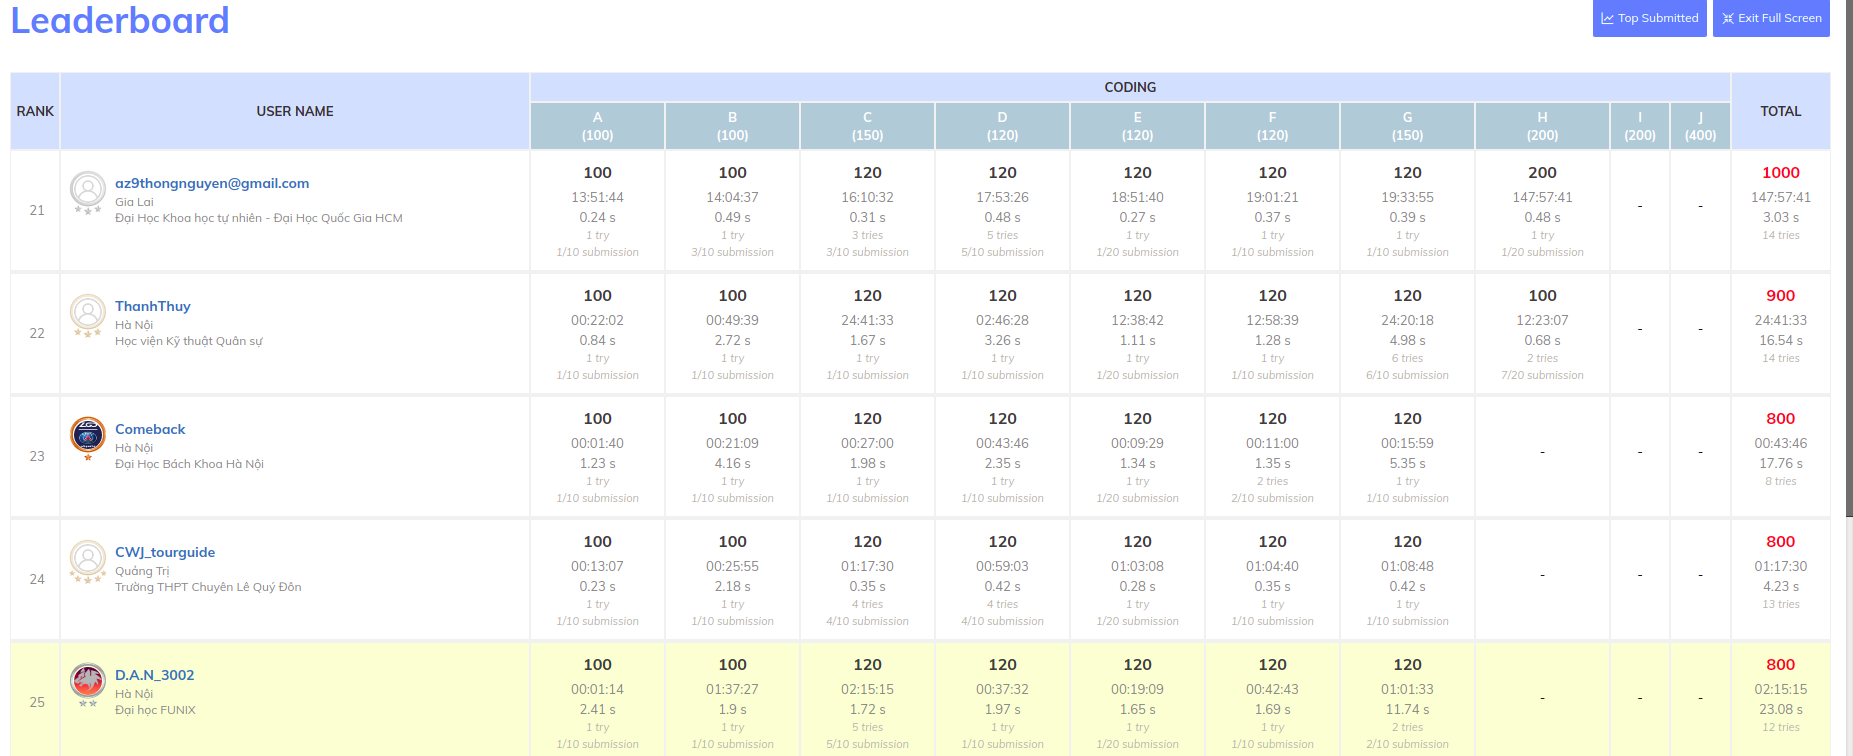 Leaderboard
Top Submitted
Exit Full Screen
RANK
USER NAME
CODING
TOTAL
A
(100)
B
(100)
C
(150)
D
(120)
E
(120)
F
(120)
G
(150)
H
(200)
I
(200)
J
(400)
21
az9thongnguyen@gmail.com
Gia Lai
Đại Học Khoa học tự nhiên - Đại Học Quốc Gia HCM
100 100 120 120 120 120 120 200 - - 1000
13:51:44 14:04:37 16:10:32 17:53:26 18:51:40 19:01:21 19:33:55 147:57:41 147:57:41
0.24 s 0.49 s 0.31 s 0.48 s 0.27 s 0.37 s 0.39 s 0.48 s 3.03 s
1 try 1 try 3 tries 5 tries 1 try 1 try 1 try 1 try 14 tries
1/10 submission 3/10 submission 3/10 submission 5/10 submission 1/20 submission 1/10 submission 1/10 submission 1/20 submission
22
ThanhThuy
Hà Nội
Học viện Kỹ thuật Quân sự
100 100 120 120 120 120 120 100 - - 900
00:22:02 00:49:39 24:41:33 02:46:28 12:38:42 12:58:39 24:20:18 12:23:07 24:41:33
0.84 s 2.72 s 1.67 s 3.26 s 1.11 s 1.28 s 4.98 s 0.68 s 16.54 s
1 try 1 try 1 try 1 try 1 try 1 try 6 tries 2 tries 14 tries
1/10 submission 1/10 submission 1/10 submission 1/10 submission 1/20 submission 1/10 submission 6/10 submission 7/20 submission
23
Comeback
Hà Nội
Đại Học Bách Khoa Hà Nội
100 100 120 120 120 120 120 - - - 800
00:01:40 00:21:09 00:27:00 00:43:46 00:09:29 00:11:00 00:15:59 00:43:46
1.23 s 4.16 s 1.98 s 2.35 s 1.34 s 1.35 s 5.35 s 17.76 s
1 try 1 try 1 try 1 try 1 try 2 tries 1 try 8 tries
1/10 submission 1/10 submission 1/10 submission 1/10 submission 1/20 submission 2/10 submission 1/10 submission
24
CWJ_tourguide
Quảng Trị
Trường THPT Chuyên Lê Quý Đôn
100 100 120 120 120 120 120 - - - 800
00:13:07 00:25:55 01:17:30 00:59:03 01:03:08 01:04:40 01:08:48 01:17:30
0.23 s 2.18 s 0.35 s 0.42 s 0.28 s 0.35 s 0.42 s 4.23 s
1 try 1 try 4 tries 4 tries 1 try 1 try 1 try 13 tries
1/10 submission 1/10 submission 4/10 submission 4/10 submission 1/20 submission 1/10 submission 1/10 submission
25
D.A.N_3002
Hà Nội
Đại học FUNIX
100 100 120 120 120 120 120 - - - 800
00:01:14 01:37:27 02:15:15 00:37:32 00:19:09 00:42:43 01:01:33 02:15:15
2.41 s 1.9 s 1.72 s 1.97 s 1.65 s 1.69 s 11.74 s 23.08 s
1 try 1 try 5 tries 1 try 1 try 1 try 2 tries 12 tries
1/10 submission 1/10 submission 5/10 submission 1/10 submission 1/20 submission 1/10 submission 2/10 submission